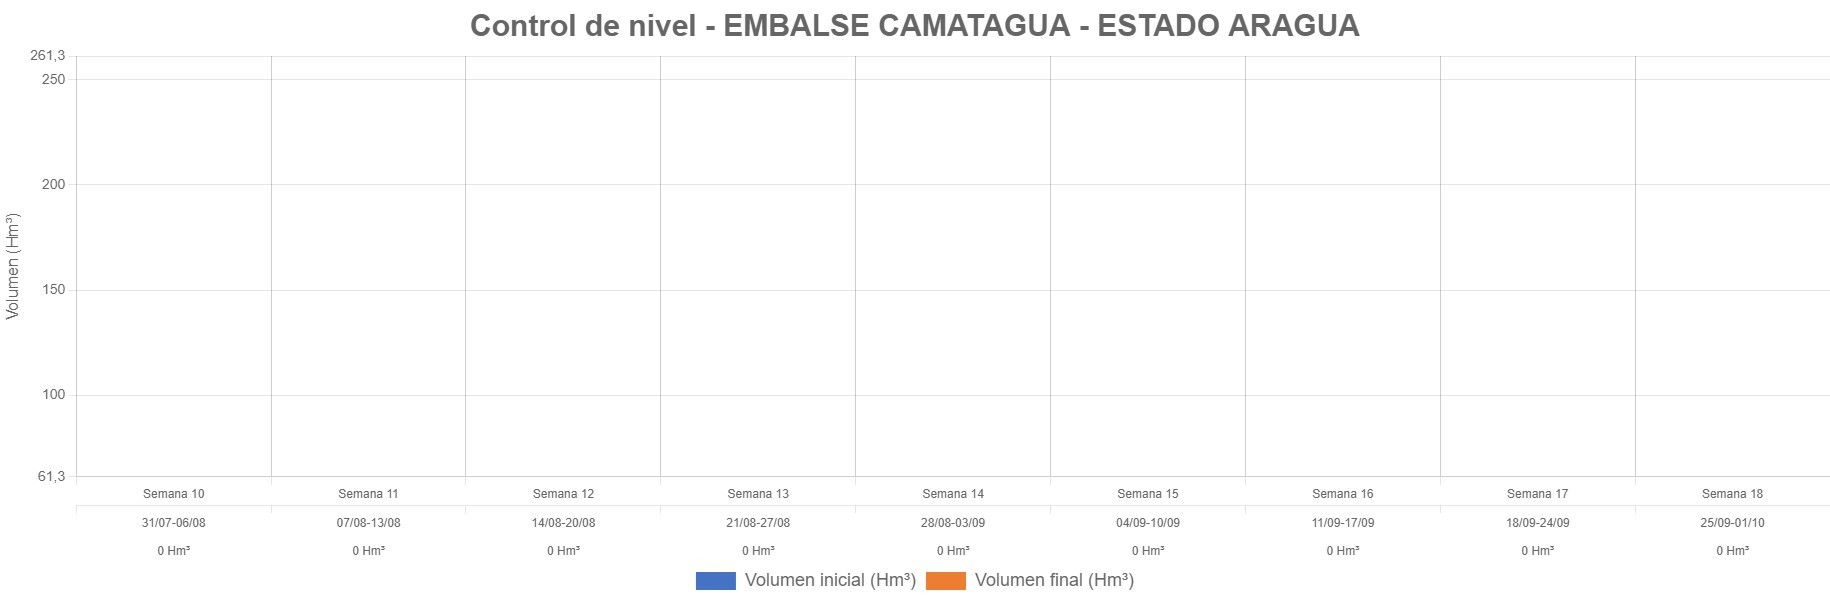 Control de nivel - EMBALSE CAMATAGUA - ESTADO ARAGUA
261,3
250
200
150
100
61,3
Volumen (Hm³)
Semana 10 Semana 11 Semana 12 Semana 13 Semana 14 Semana 15 Semana 16 Semana 17 Semana 18
31/07-06/08 07/08-13/08 14/08-20/08 21/08-27/08 28/08-03/09 04/09-10/09 11/09-17/09 18/09-24/09 25/09-01/10
0 Hm³ 0 Hm³ 0 Hm³ 0 Hm³ 0 Hm³ 0 Hm³ 0 Hm³ 0 Hm³ 0 Hm³
Volumen inicial (Hm³) Volumen final (Hm³)